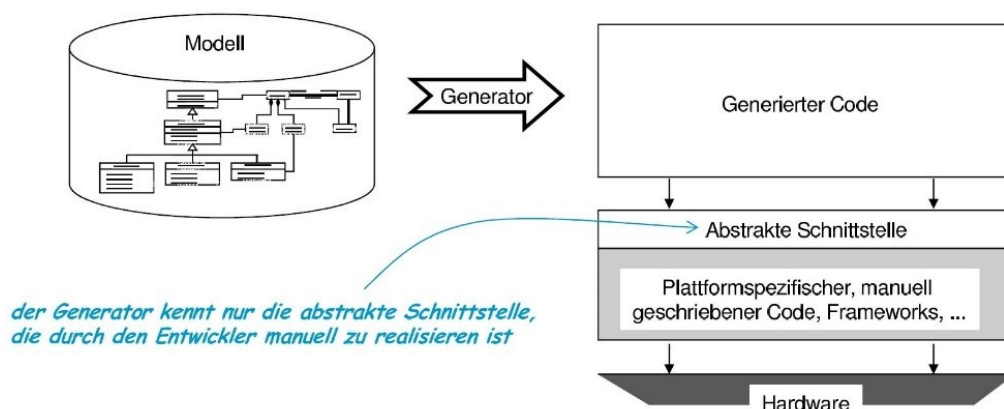 Modell
Generator
Generierter Code
Abstrakte Schnittstelle
der Generator kennt nur die abstrakte Schnittstelle,
die durch den Entwickler manuell zu realisieren ist
Plattformspezifischer, manuell
geschriebener Code, Frameworks, ...
Hardware